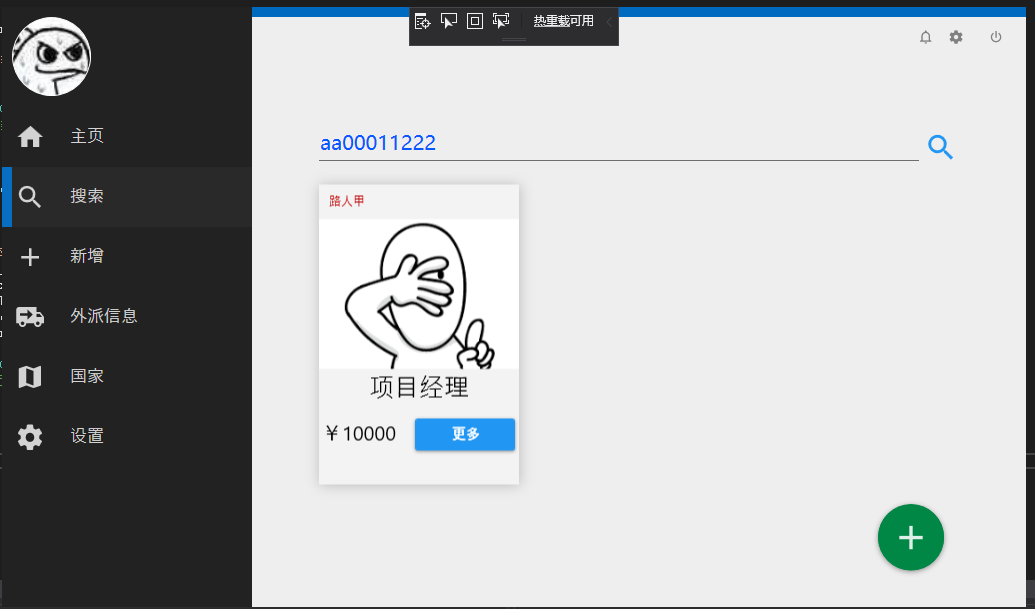 热重载可用
主页
搜索
新增
外派信息
国家
设置
aa00011222
路人甲
项目经理
￥10000
更多